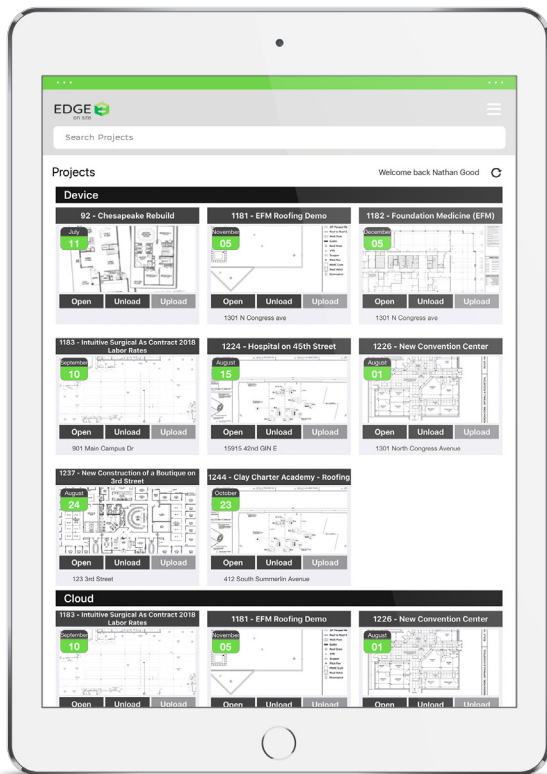 EDGE
on site
Search Projects
Projects
Welcome back Nathan Good
Device
92 - Chesapeake Rebuild
1181 - EFM Roofing Demo
1182 - Foundation Medicine (EFM)
July
11
November
05
December
05
Open Unload Upload
Open Unload Upload
Open Unload Upload
1301 N Congress ave
1301 N Congress ave
1183 - Intuitive Surgical As Contract 2018
Labor Rates
1224 - Hospital on 45th Street
1226 - New Convention Center
September
10
August
15
August
01
Open Unload Upload
Open Unload Upload
Open Unload Upload
901 Main Campus Dr
15915 42nd GIN E
1301 North Congress Avenue
1237 - New Construction of a Boutique on
3rd Street
1244 - Clay Charter Academy - Roofing
August
24
October
23
Open Unload Upload
Open Unload Upload
123 3rd Street
412 South Summerlin Avenue
Cloud
1183 - Intuitive Surgical As Contract 2018
Labor Rates
1181 - EFM Roofing Demo
1226 - New Convention Center
September
10
November
05
August
01
Open Unload Upload
Open Unload Upload
Open Unload Upload